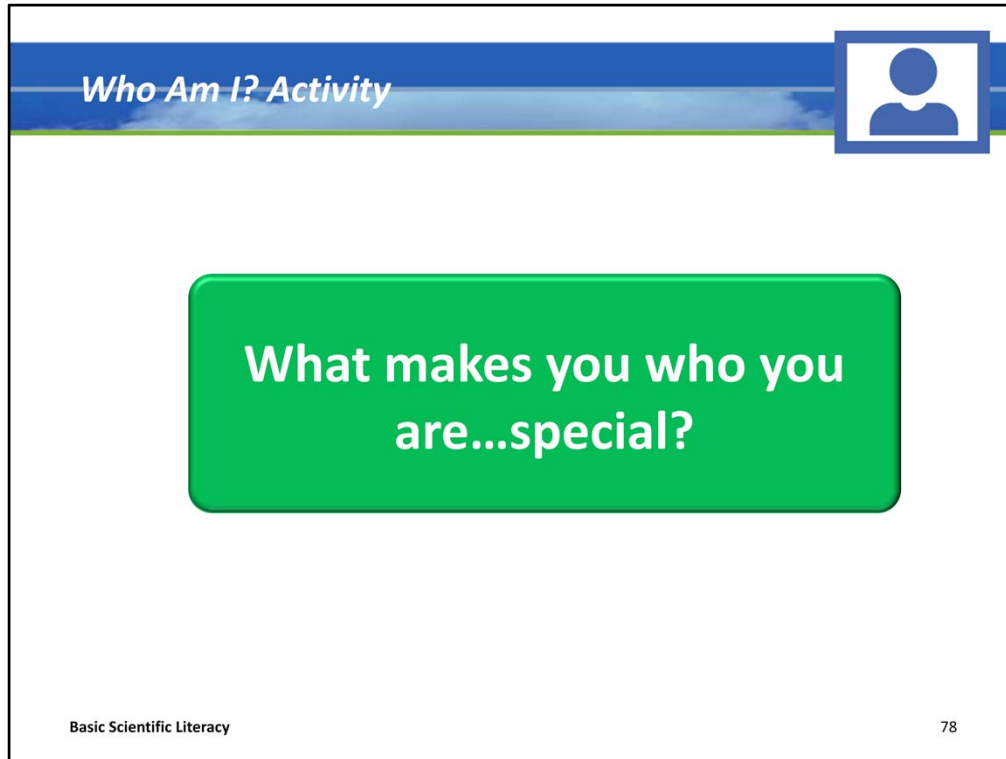 Who Am I? Activity
What makes you who you
are...special?
Basic Scientific Literacy
78